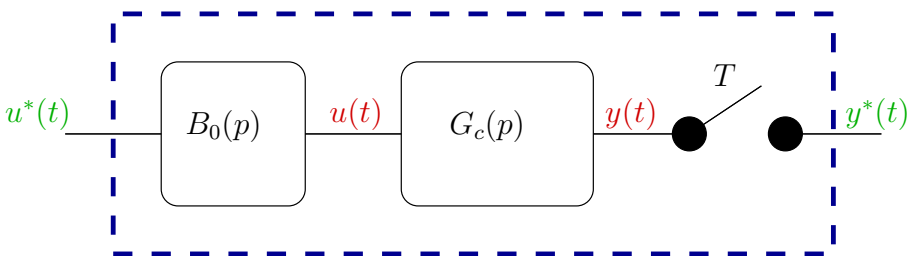 T
u*(t)
B₀(p)
u(t)
G_c(p)
y(t)
y*(t)